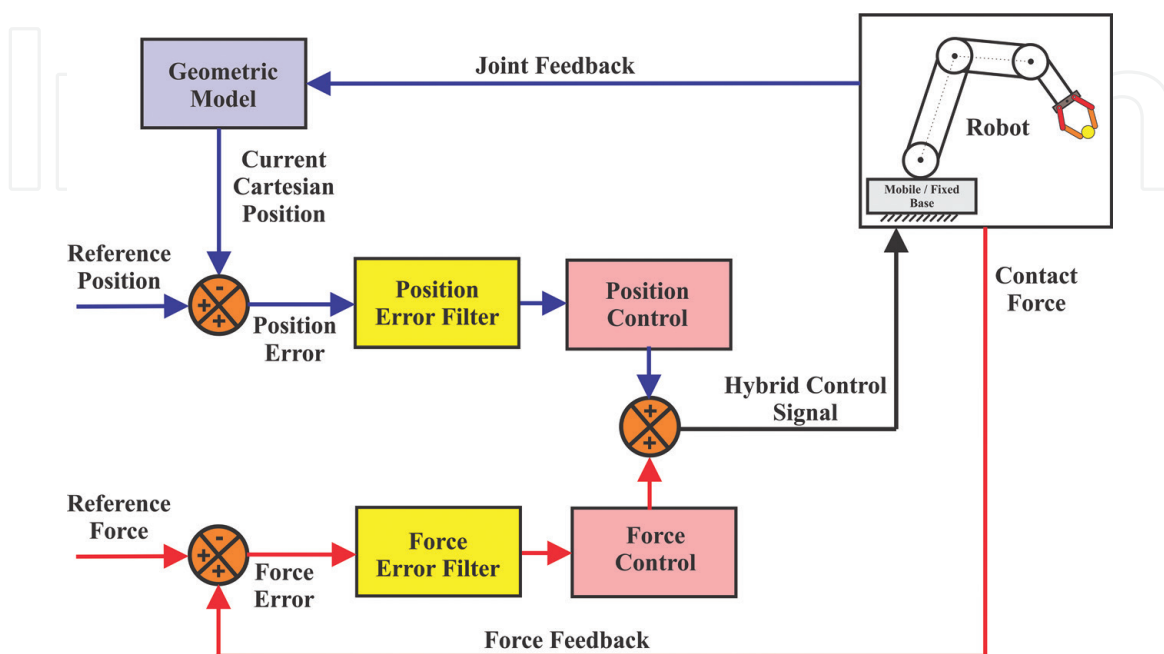 Joint Feedback
Geometric
Model
Robot
Mobile / Fixed
Base
Current
Cartesian
Position
Reference
Position
-
+
+
Position
Error
Position
Error Filter
Position
Control
Contact
Force
Hybrid Control
Signal
+
+
Reference
Force
-
+
+
Force
Error
Force
Error Filter
Force
Control
Force Feedback